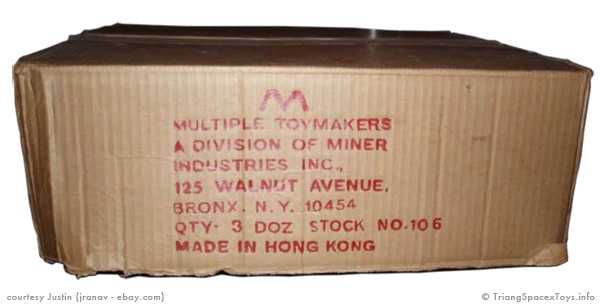 M
MULTIPLE TOYMAKERS
A DIVISION OF MINER
INDUSTRIES INC.,
125 WALNUT AVENUE,
BRONX, N.Y. 10454
QTY. 3 DOZ STOCK NO.106
MADE IN HONG KONG
courtesy Justin (jranav - ebay.com)
© TriangSpacexToys.info